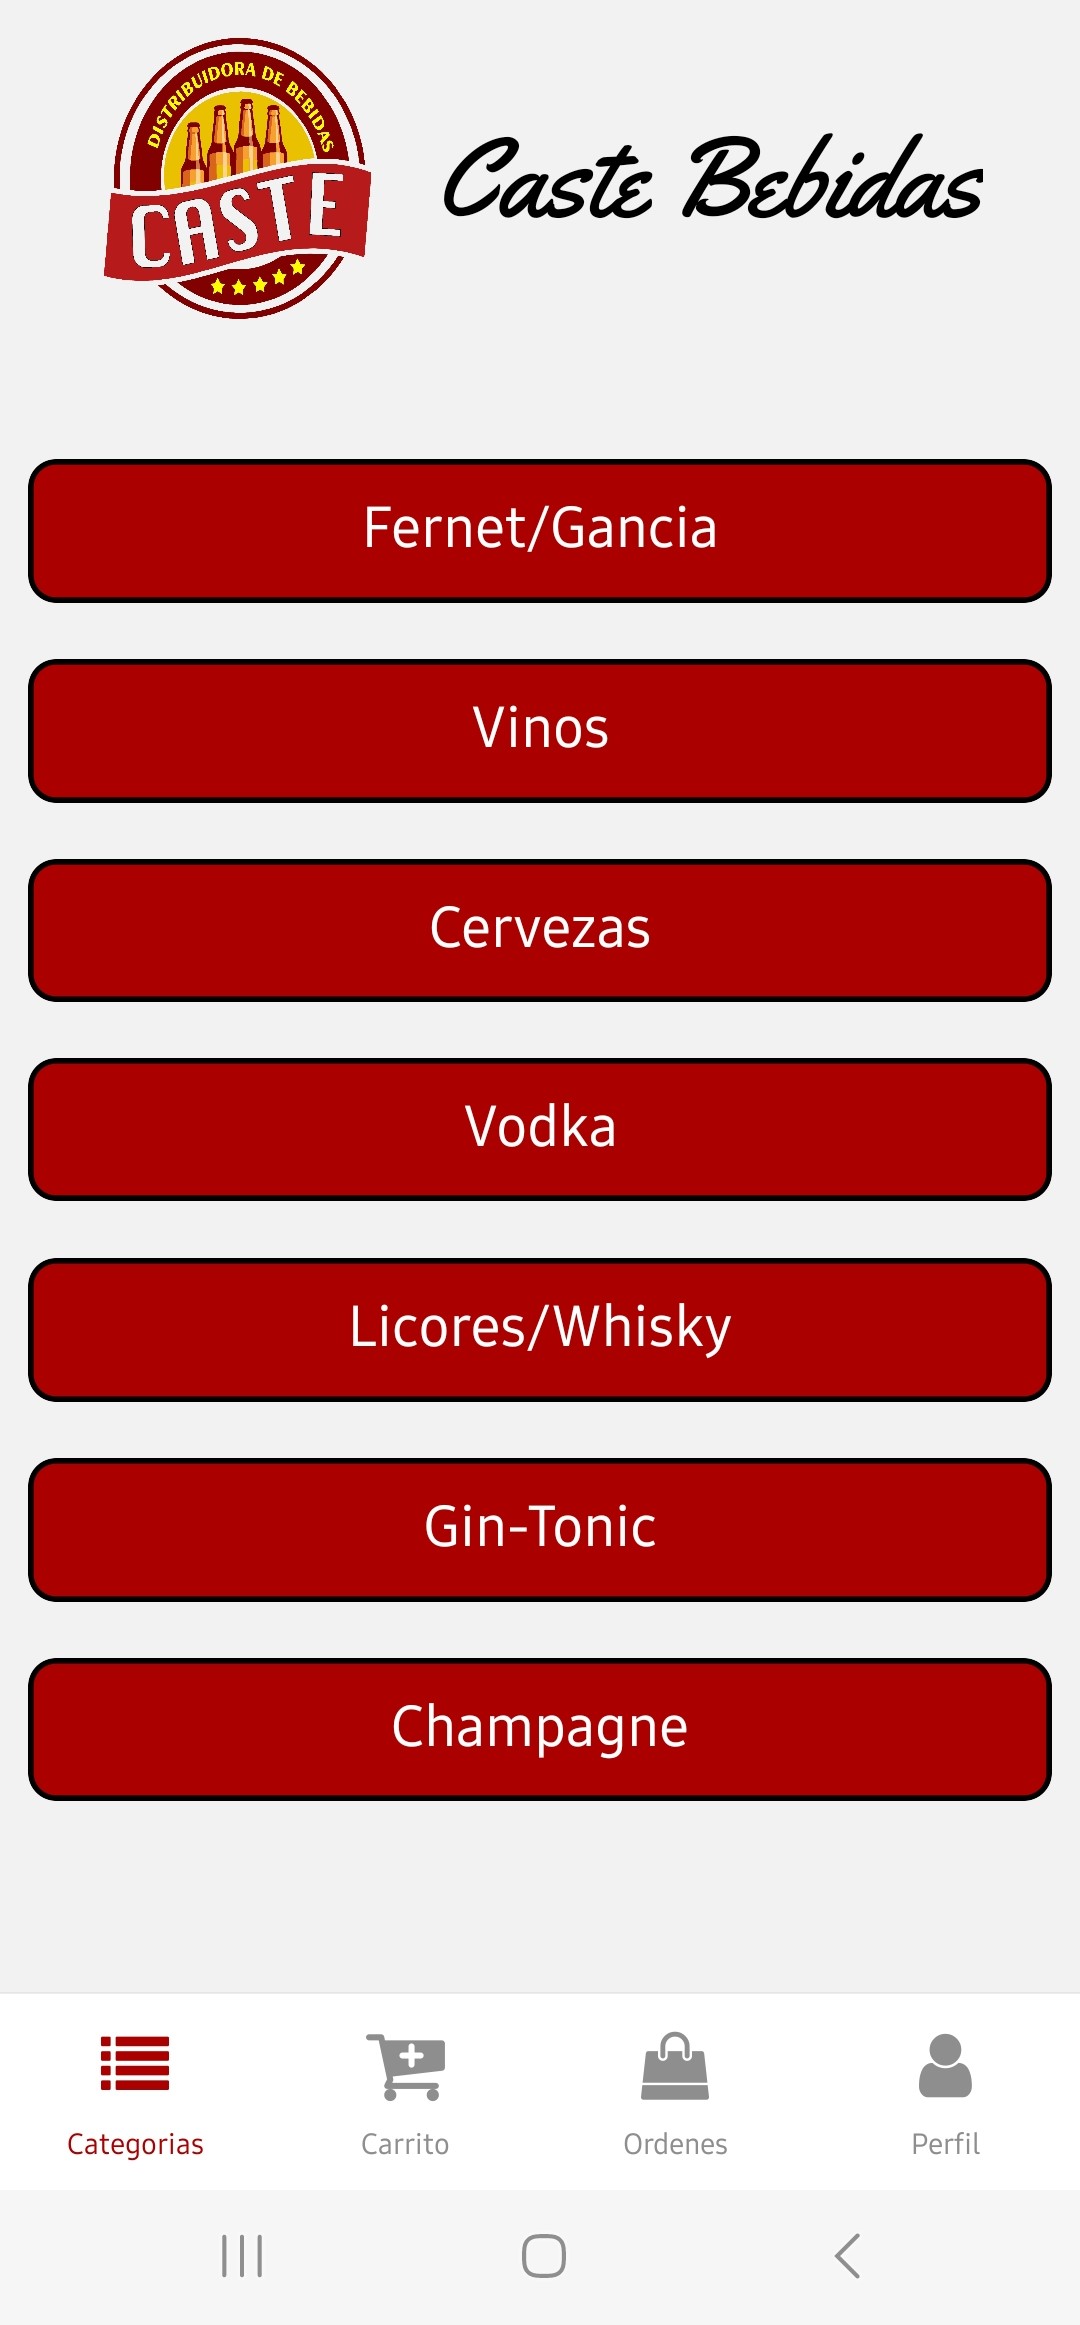 DISTRIBUIDORA DE BEBIDAS
CASTE
Caste Bebidas
Fernet/Gancia
Vinos
Cervezas
Vodka
Licores/Whisky
Gin-Tonic
Champagne
Categorias
Carrito
Ordenes
Perfil